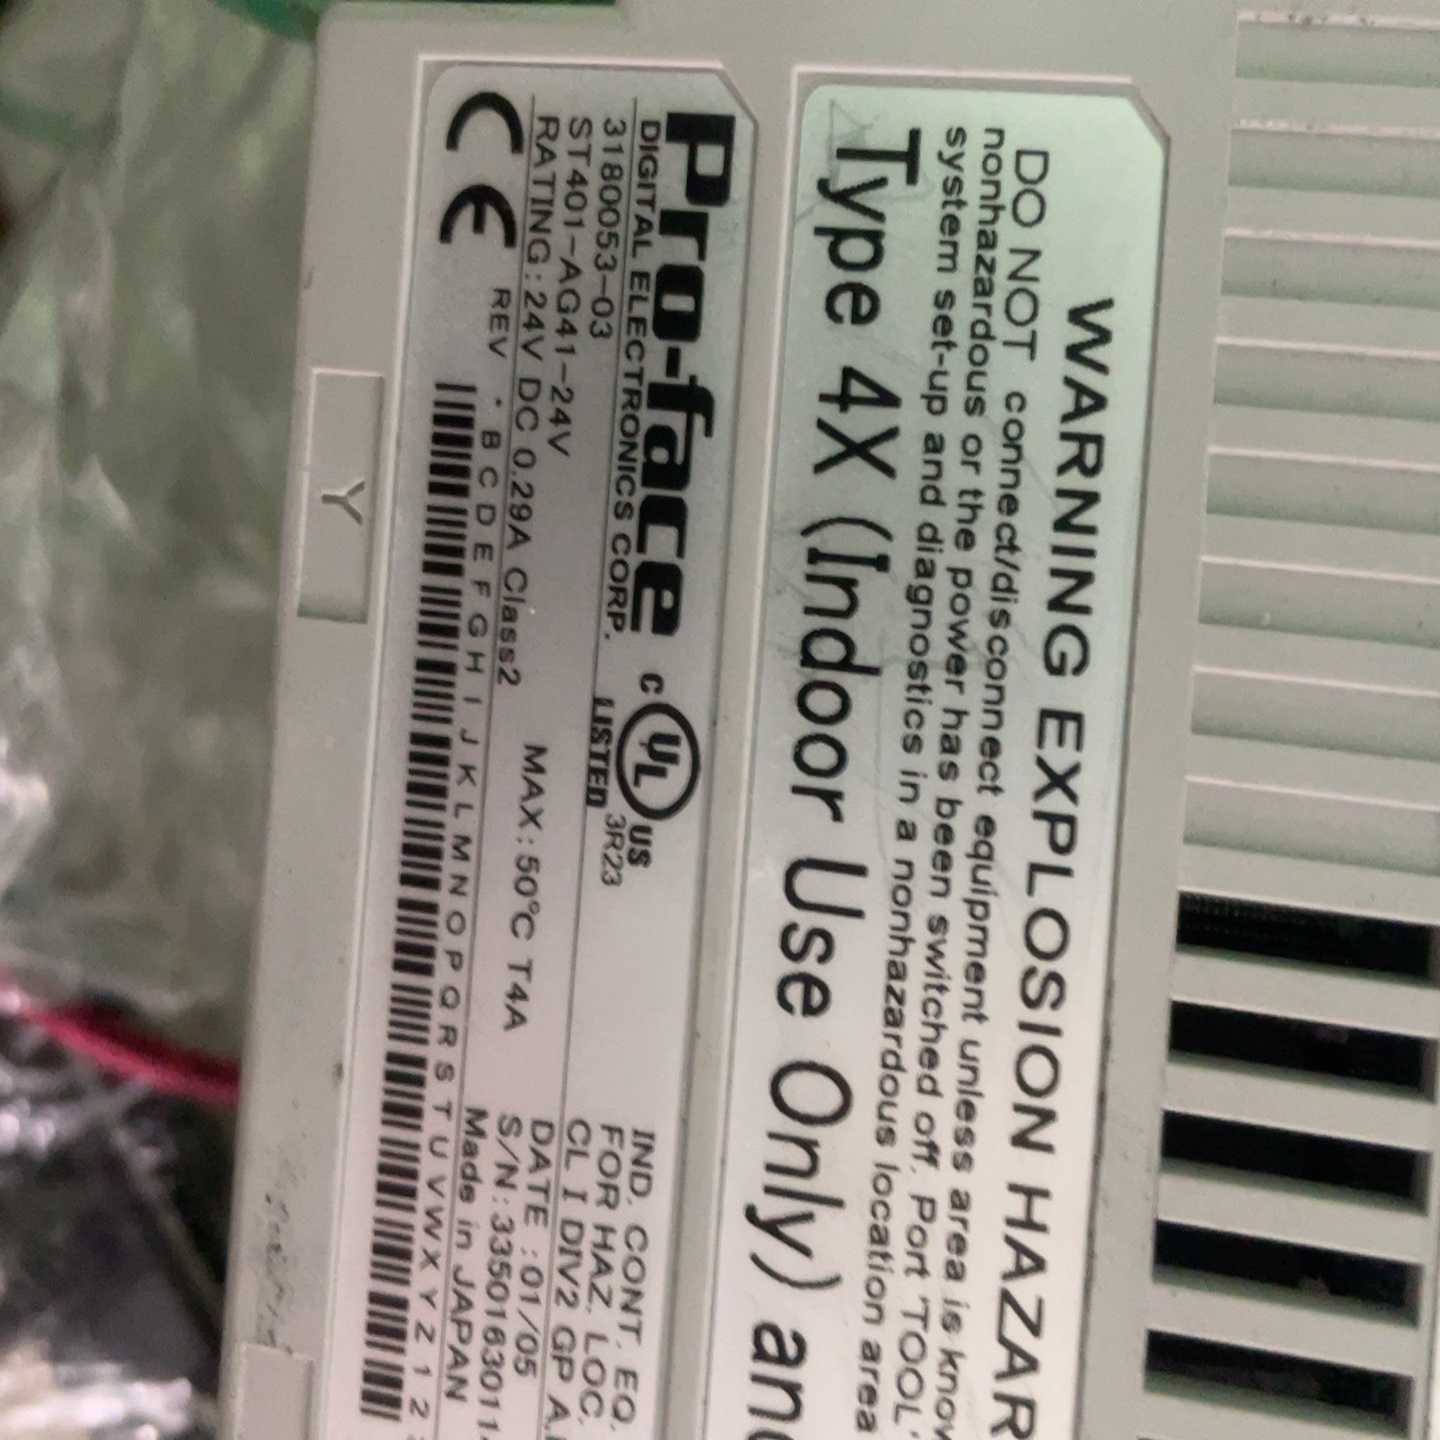 WARNING EXPLOSION HAZAR
DO NOT connect/disconnect equipment unless area is know
nonhazardous or the power has been switched off. Port 'TOOL'
system set-up and diagnostics in a nonhazardous location area
Type 4X (Indoor Use Only) and
Pro-face
C UL US
LISTED
3R23
DIGITAL ELECTRONICS CORP.
3180053-03
ST401-AG41-24V
RATING:24V DC 0.29A Class2
MAX:50°C T4A
IND. CONT. EQ.
FOR HAZ. LOC.
CL I DIV2 GP A,
DATE :01/05
S/N:3350163011
Made in JAPAN
CE
REV - B C D E F G H I J K L M N O P Q R S T U V W X Y Z 1 2
Y